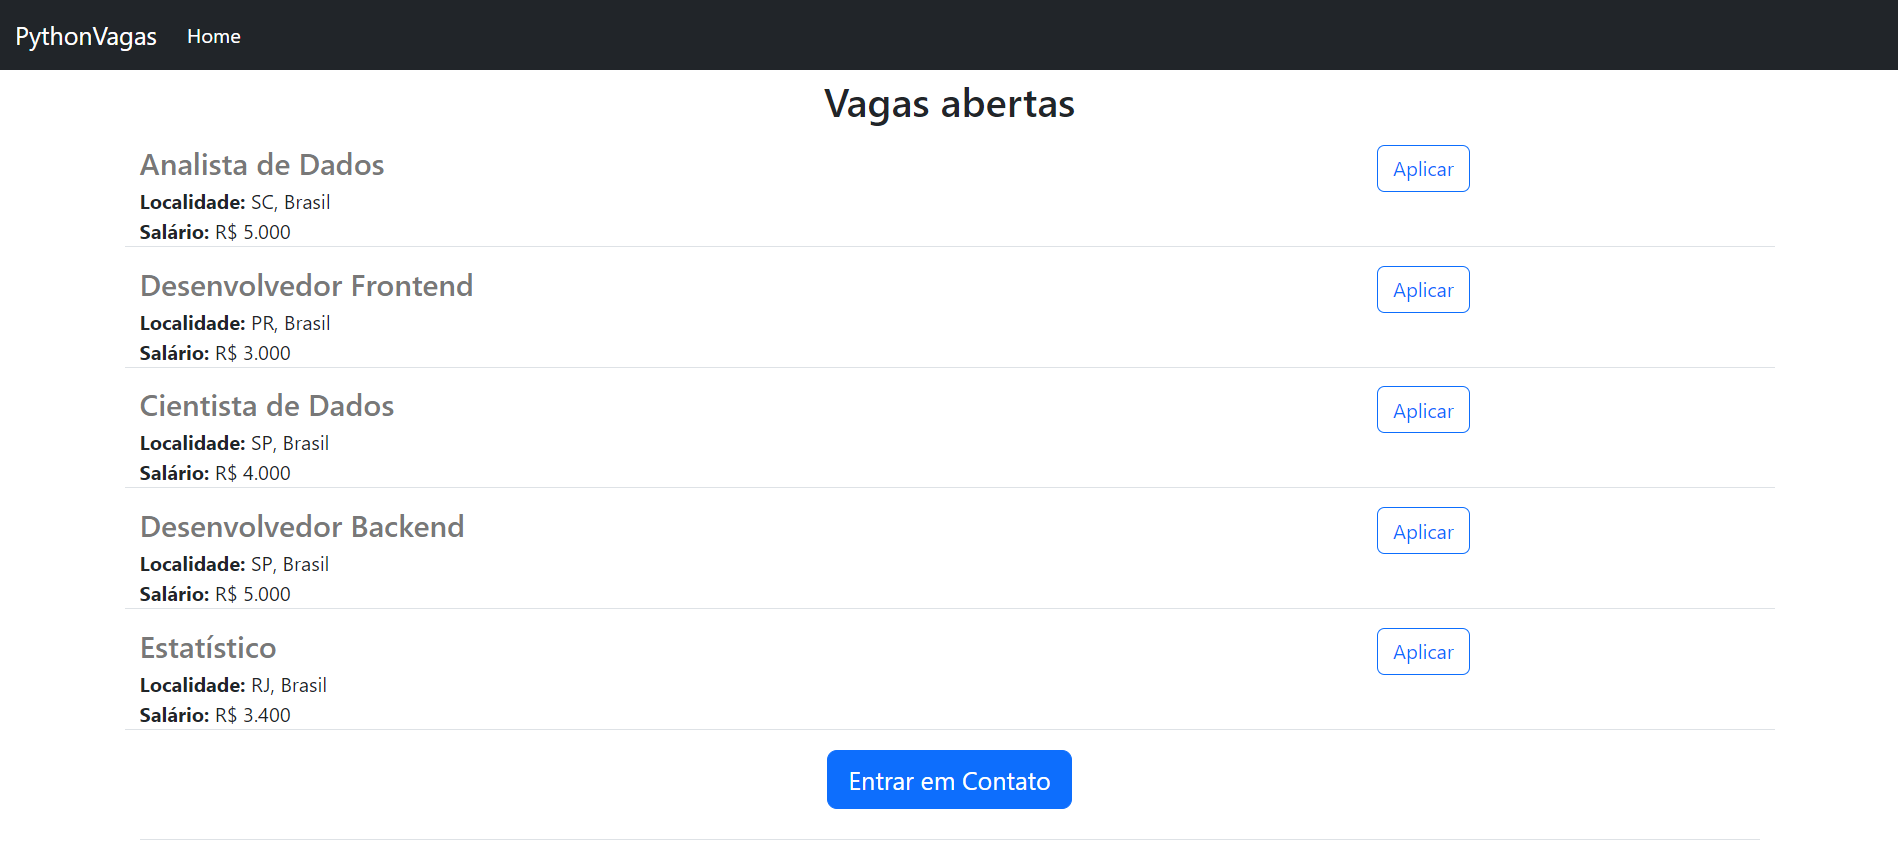 PythonVagas Home
Vagas abertas
Analista de Dados
Aplicar
Localidade: SC, Brasil
Salário: R$ 5.000
Desenvolvedor Frontend
Aplicar
Localidade: PR, Brasil
Salário: R$ 3.000
Cientista de Dados
Aplicar
Localidade: SP, Brasil
Salário: R$ 4.000
Desenvolvedor Backend
Aplicar
Localidade: SP, Brasil
Salário: R$ 5.000
Estatístico
Aplicar
Localidade: RJ, Brasil
Salário: R$ 3.400
Entrar em Contato